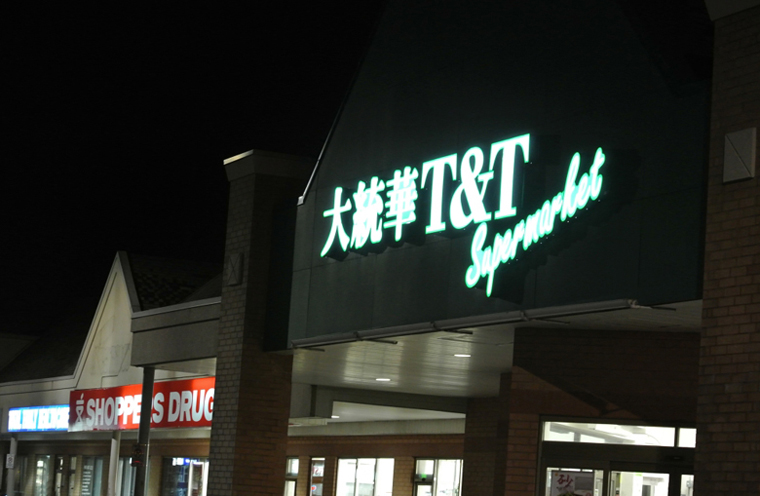 大統華 T&T
Supermarket
SHOPPERS DRUG